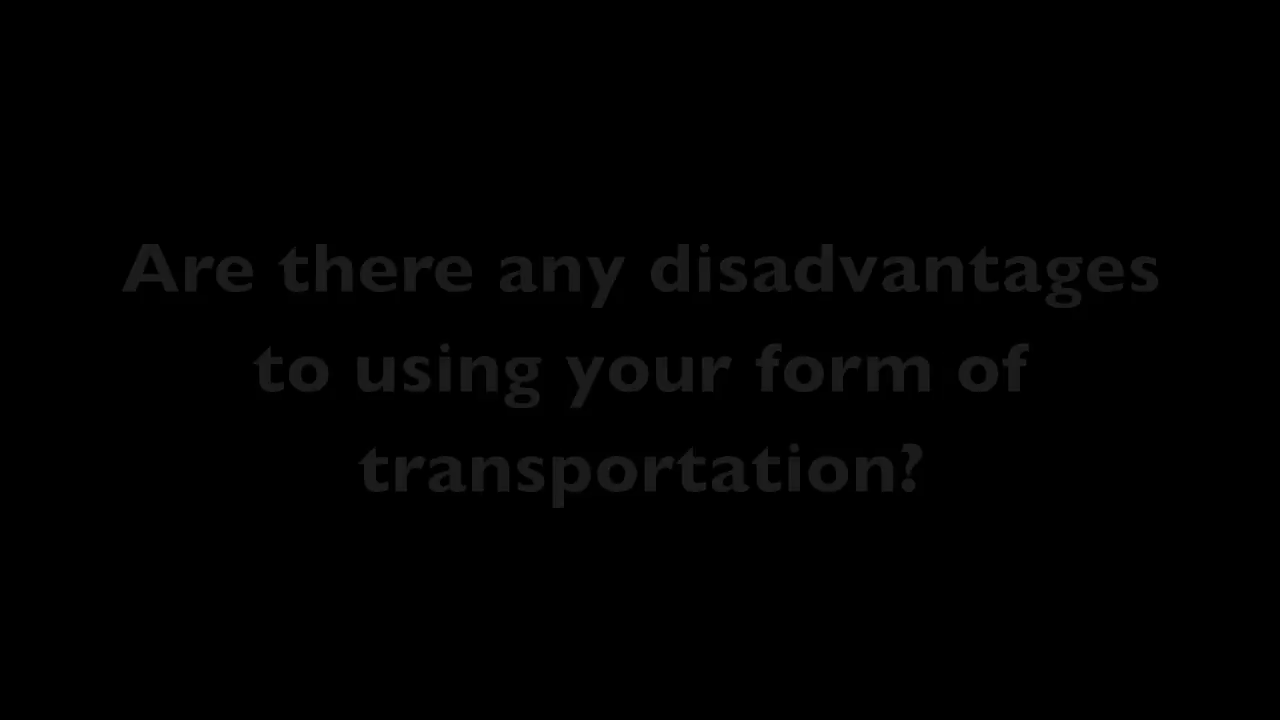 Are there any disadvantages
to using your form of
transportation?